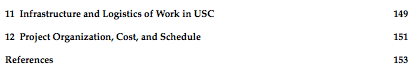 11 Infrastructure and Logistics of Work in USC 149
12 Project Organization, Cost, and Schedule 151
References 153